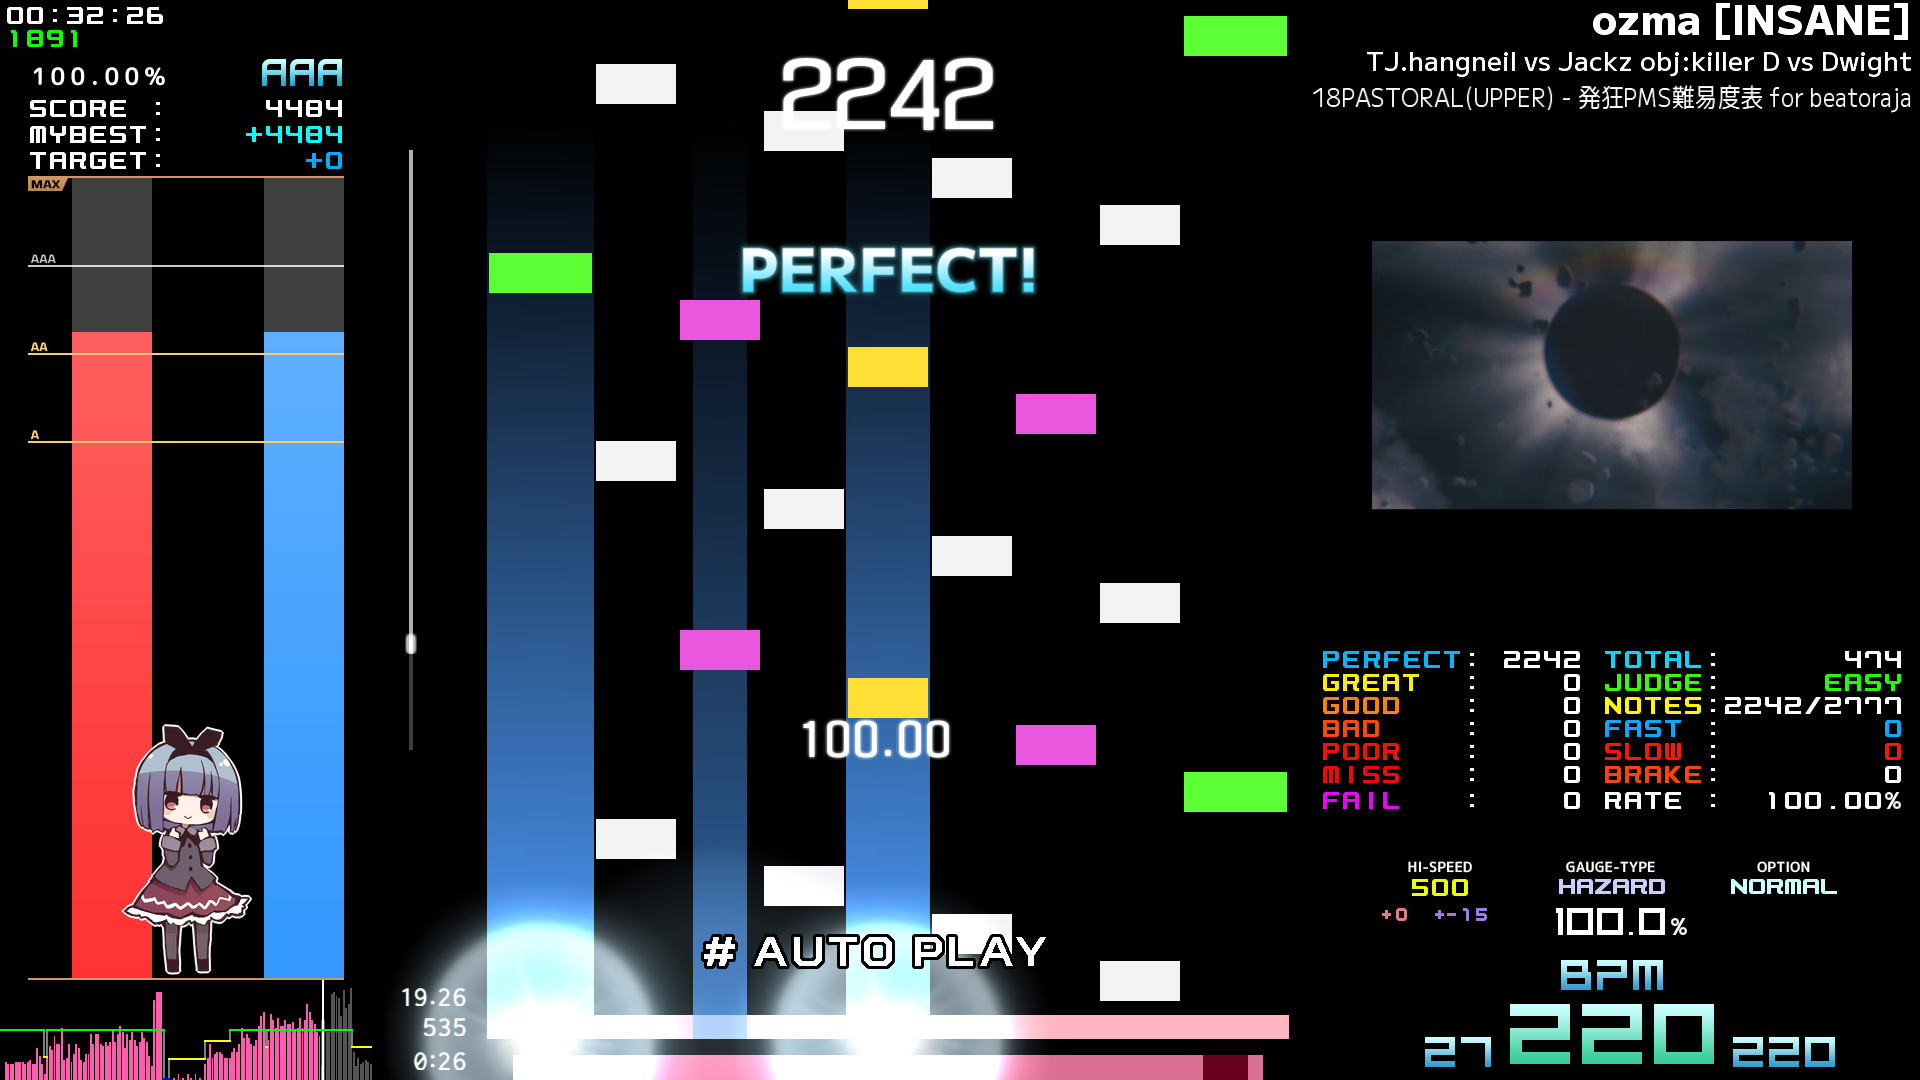 00:32:26
1891
100.00% AAA
SCORE : 4484
MYBEST: +4484
TARGET: +0
MAX
AAA
AA
A
2242
PERFECT!
100.00
# AUTO PLAY
19.26
535
0:26
ozma [INSANE]
TJ.hangneil vs Jackz obj:killer D vs Dwight
18PASTORAL(UPPER) - 発狂PMS難易度表 for beatoraja
PERFECT : 2242 TOTAL : 474
GREAT : 0 JUDGE : EASY
GOOD : 0 NOTES : 2242/2777
BAD : 0 FAST : 0
POOR : 0 SLOW : 0
MISS : 0 BRAKE : 0
FAIL : 0 RATE : 100.00%
HI-SPEED GAUGE-TYPE OPTION
500 HAZARD NORMAL
+0 +-15 100.0%
BPM
27 220 220